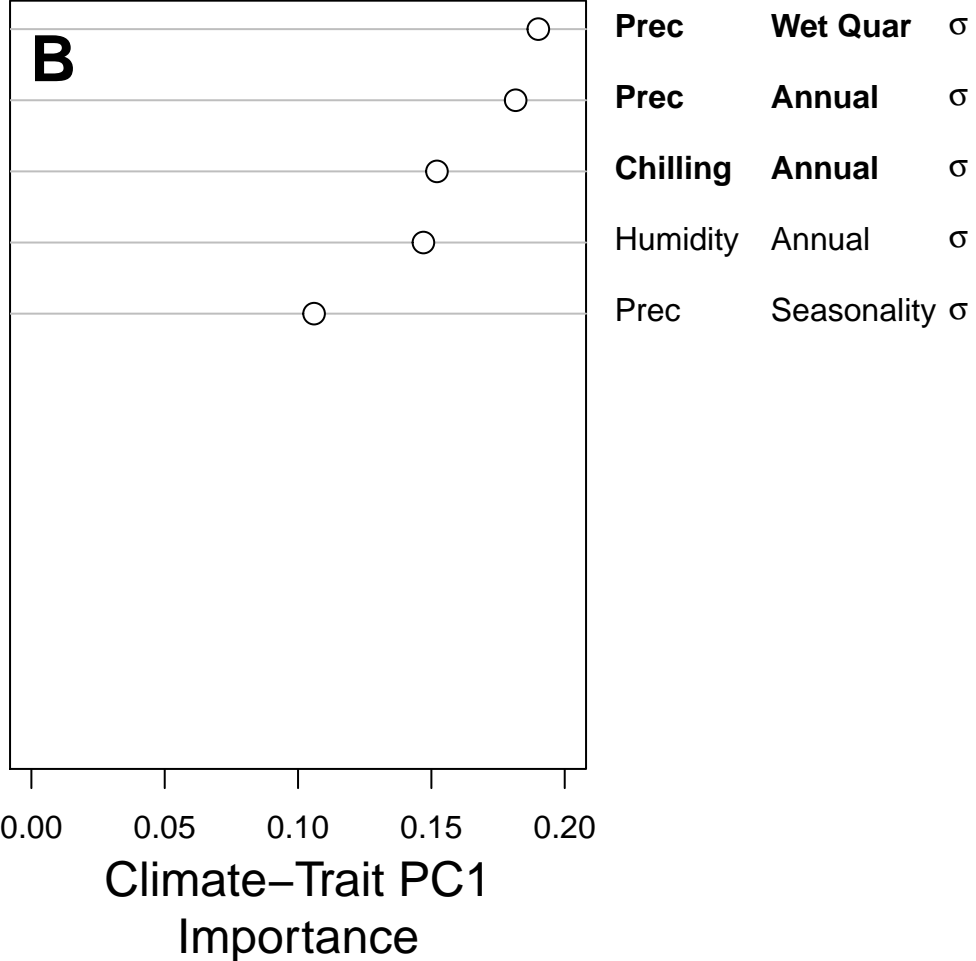 Prec Wet Quar σ
B
Prec Annual σ
Chilling Annual σ
Humidity Annual σ
Prec Seasonality σ
0.00 0.05 0.10 0.15 0.20
Climate–Trait PC1
Importance